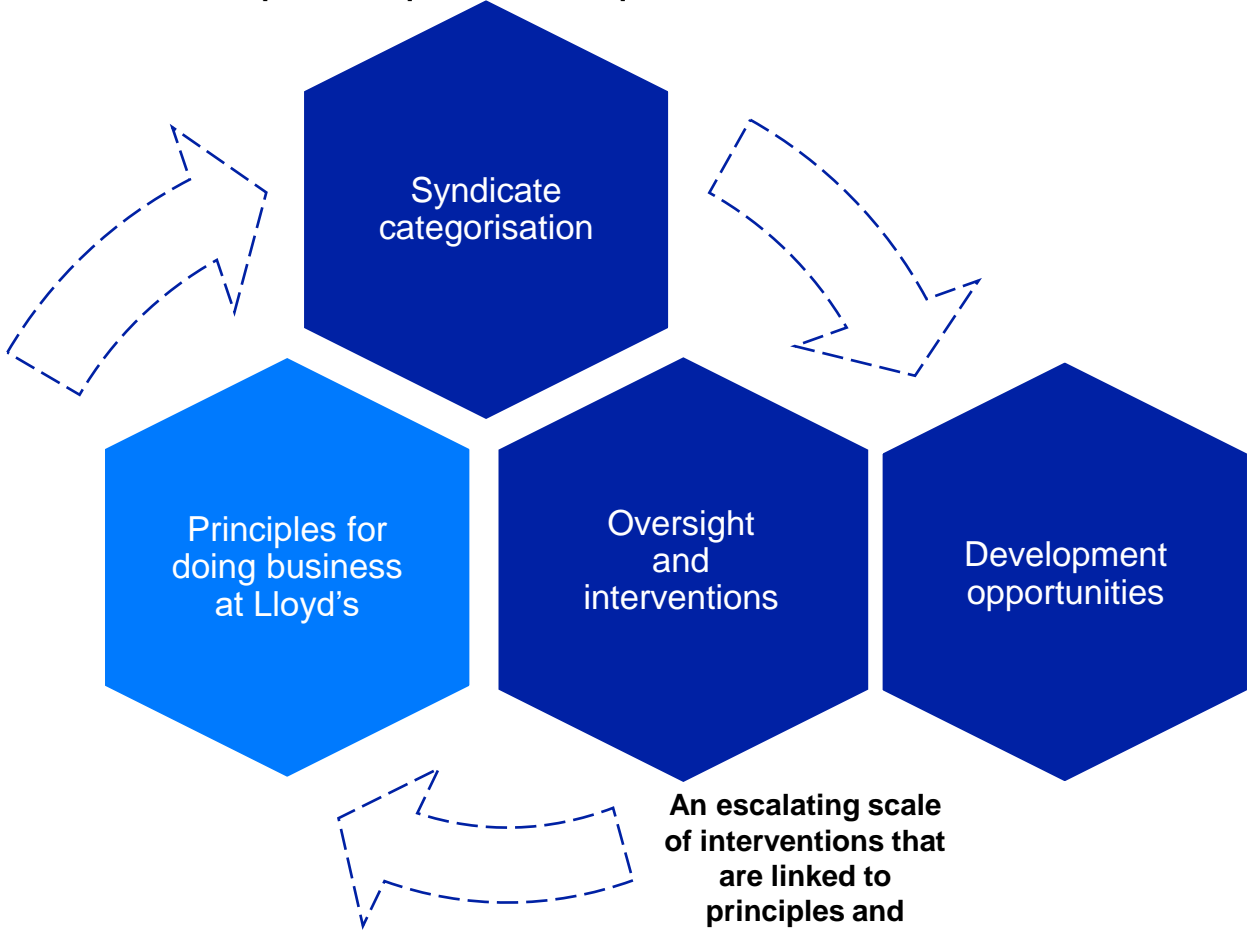 Syndicate
categorisation
Principles for
doing business
at Lloyd's
Oversight
and
interventions
Development
opportunities
An escalating scale
of interventions that
are linked to
principles and